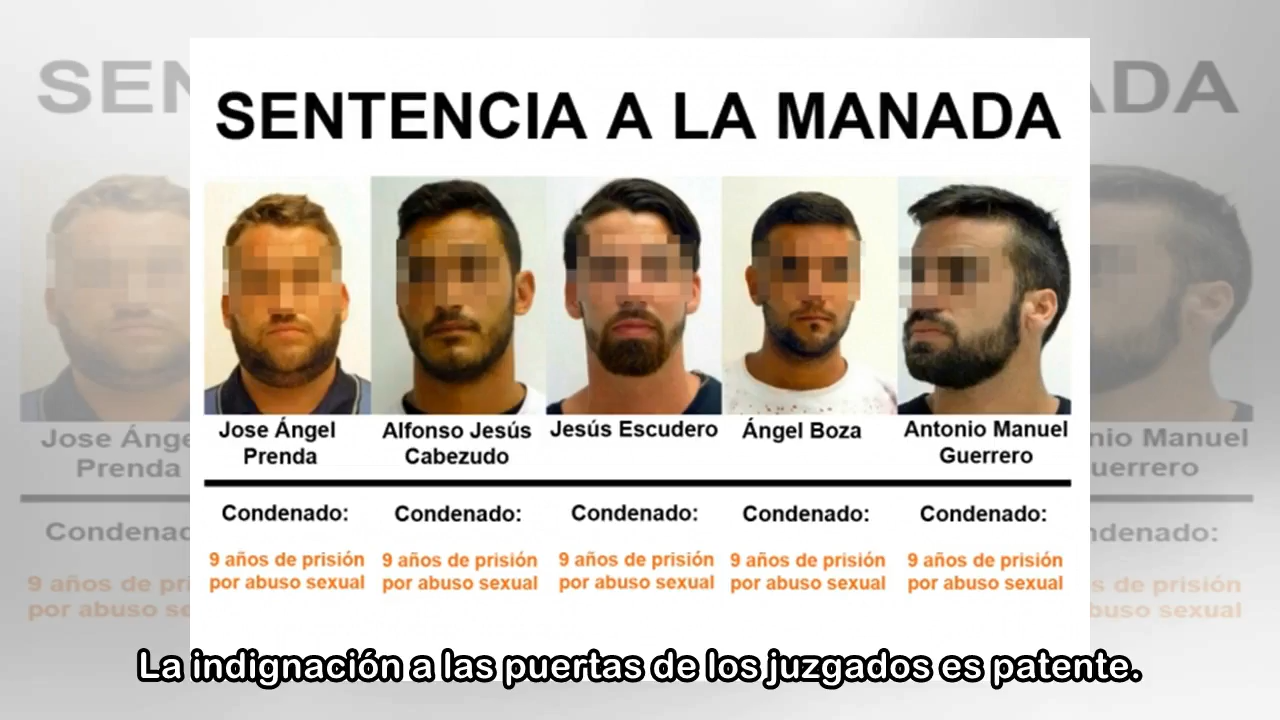 SENTENCIA A LA MANADA
Jose Ángel Prenda
Alfonso Jesús Cabezudo
Jesús Escudero
Ángel Boza
Antonio Manuel Guerrero
Condenado:
Condenado:
Condenado:
Condenado:
Condenado:
9 años de prisión
por abuso sexual
9 años de prisión
por abuso sexual
9 años de prisión
por abuso sexual
9 años de prisión
por abuso sexual
9 años de prisión
por abuso sexual
La indignación a las puertas de los juzgados es patente.